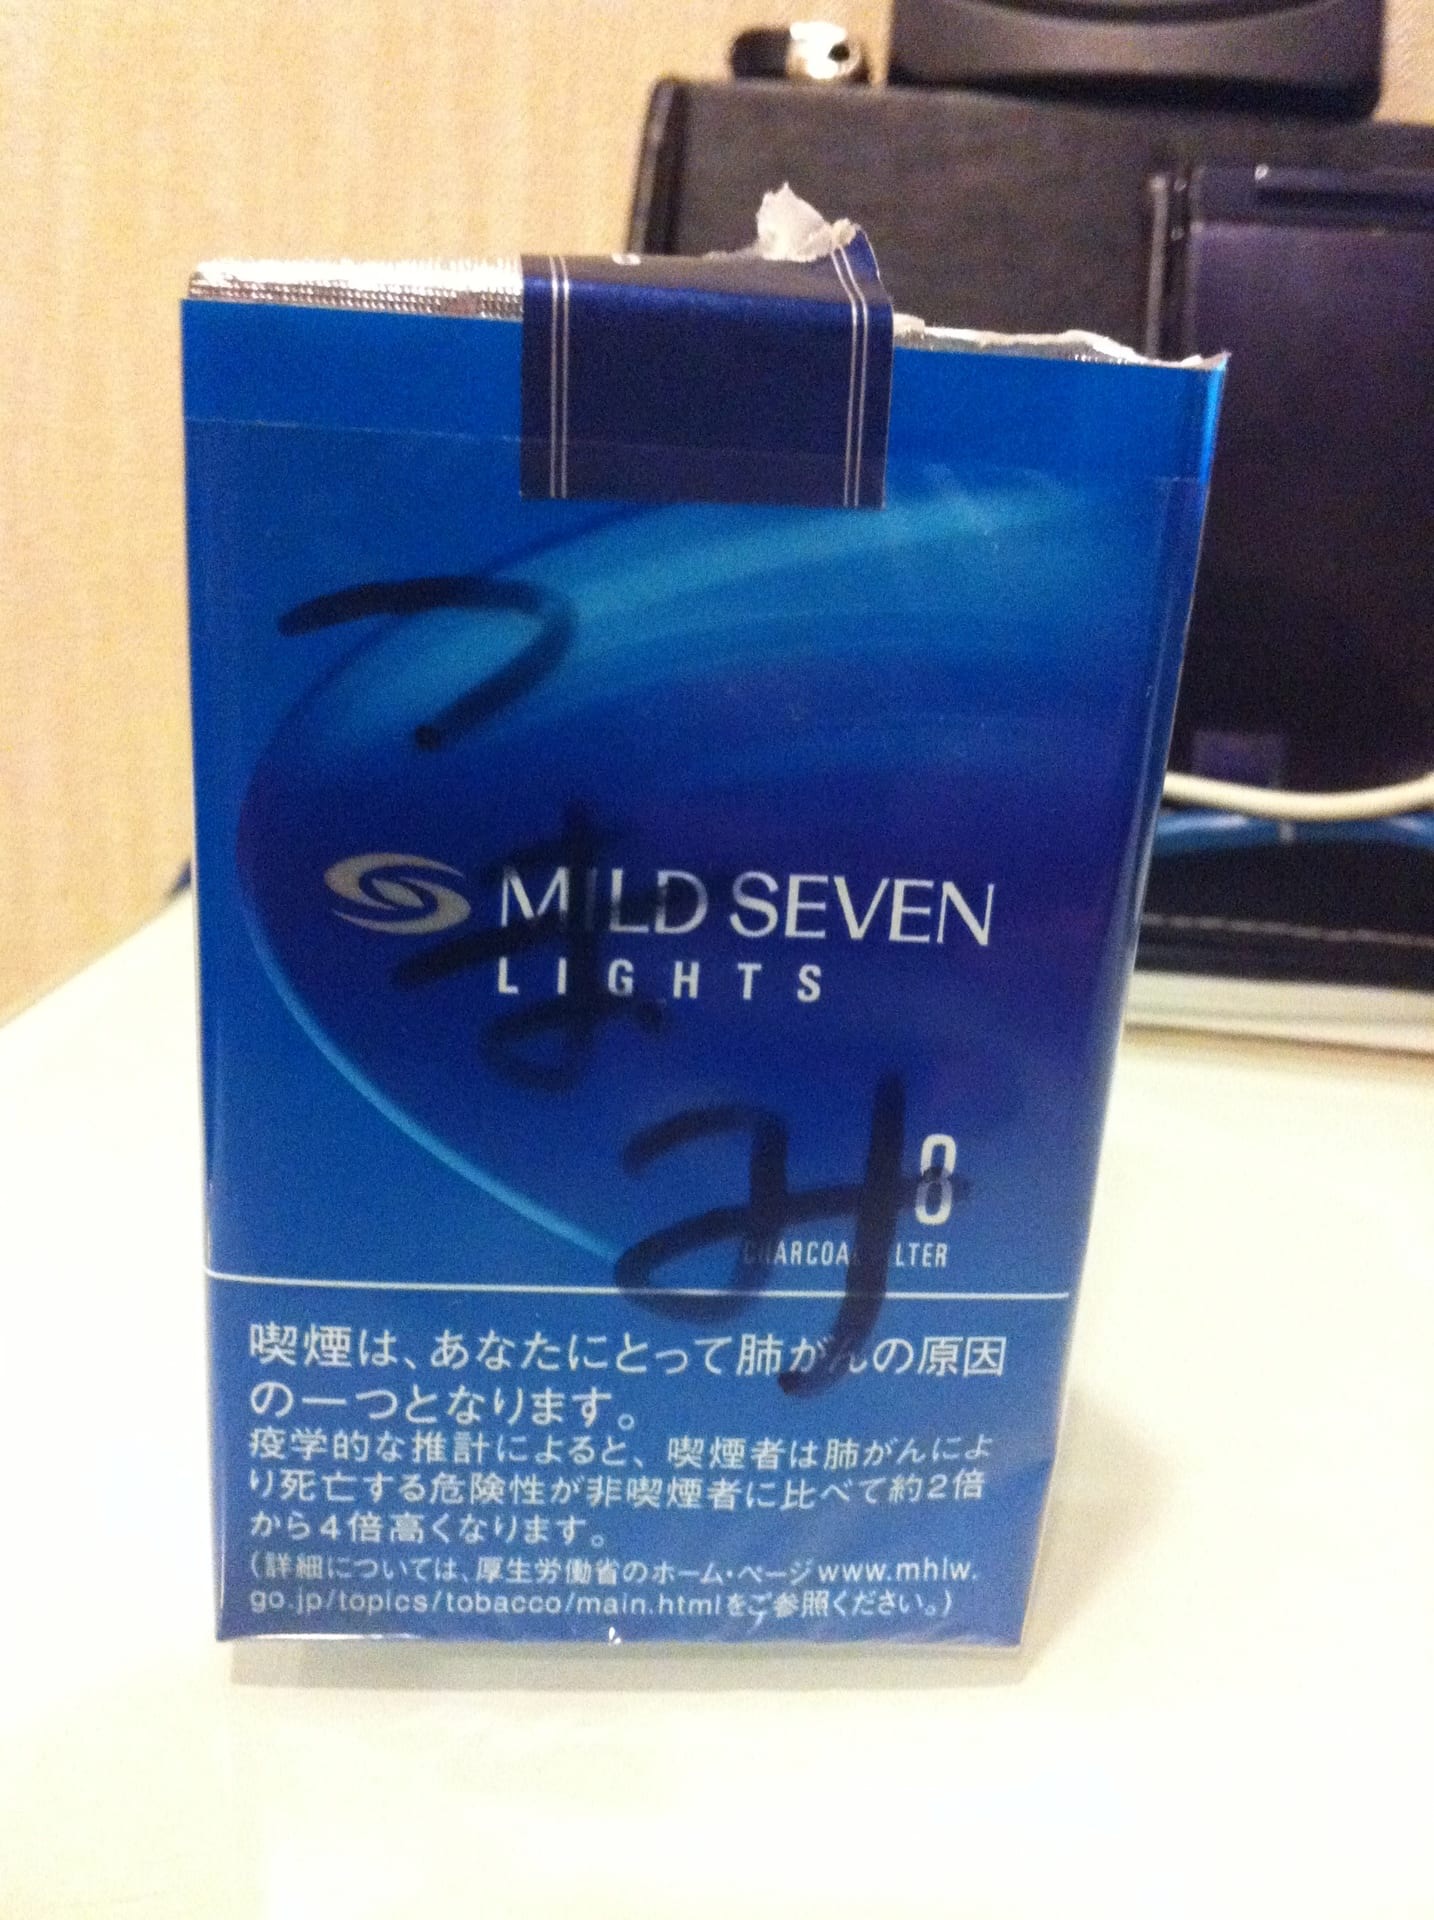 つまみ
MILD SEVEN
LIGHTS
8
CHARCOAL FILTER
喫煙は、あなたにとって肺がんの原因
の一つとなります。
疫学的な推計によると、喫煙者は肺がんによ
り死亡する危険性が非喫煙者に比べて約2倍
から4倍高くなります。
(詳細については、厚生労働省のホーム・ページwww.mhlw.
go.jp/topics/tobacco/main.htmlをご参照ください。)